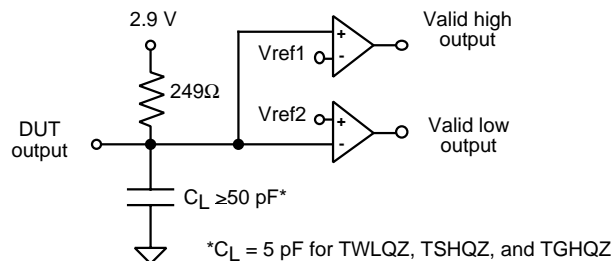 2.9 V
249Ω
DUT
output
C_L ≥50 pF*
Vref1
+
-
Valid high
output
Vref2
+
-
Valid low
output
*C_L = 5 pF for TWLQZ, TSHQZ, and TGHQZ